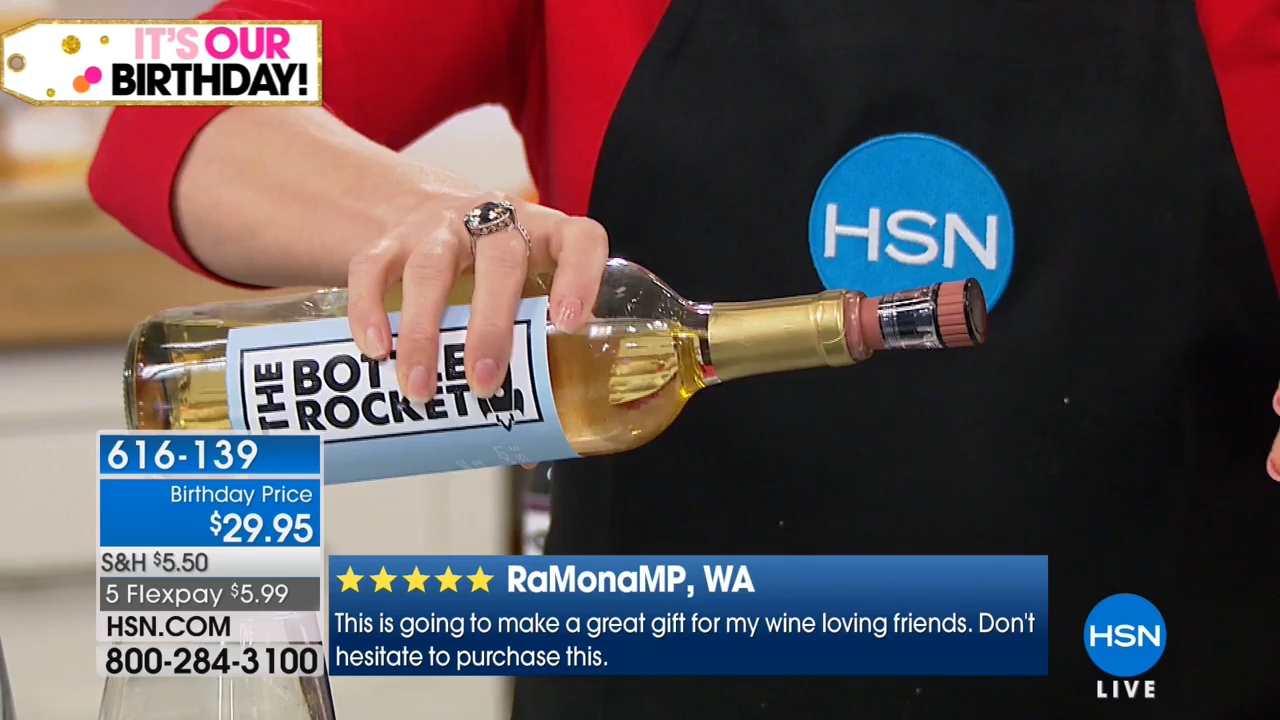 IT'S OUR
BIRTHDAY!
HSN
THE
BOTTLE
ROCKET
616-139
Birthday Price
$29.95
S&H $5.50
5 Flexpay $5.99
HSN.COM
800-284-3100
★★★★★ RaMonaMP, WA
This is going to make a great gift for my wine loving friends. Don't
hesitate to purchase this.
HSN
LIVE